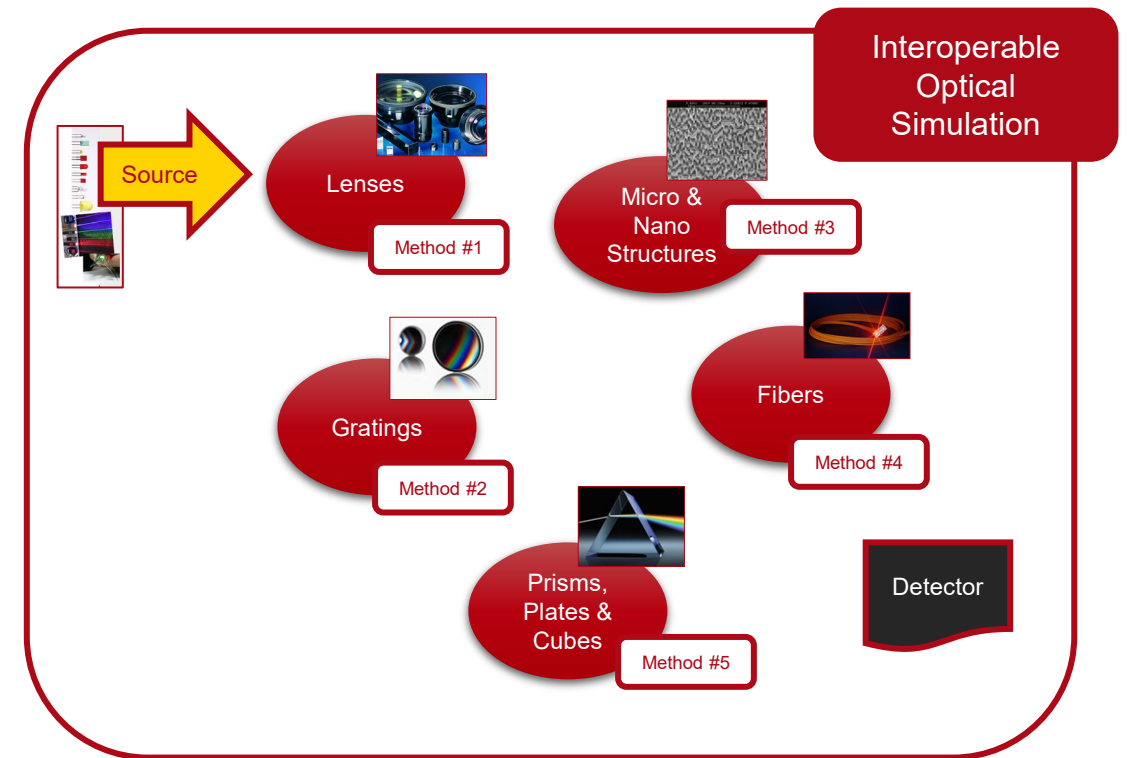 Interoperable
Optical
Simulation
Source
Lenses
Method #1
Micro &
Nano
Structures
Method #3
Gratings
Method #2
Fibers
Method #4
Prisms,
Plates &
Cubes
Method #5
Detector